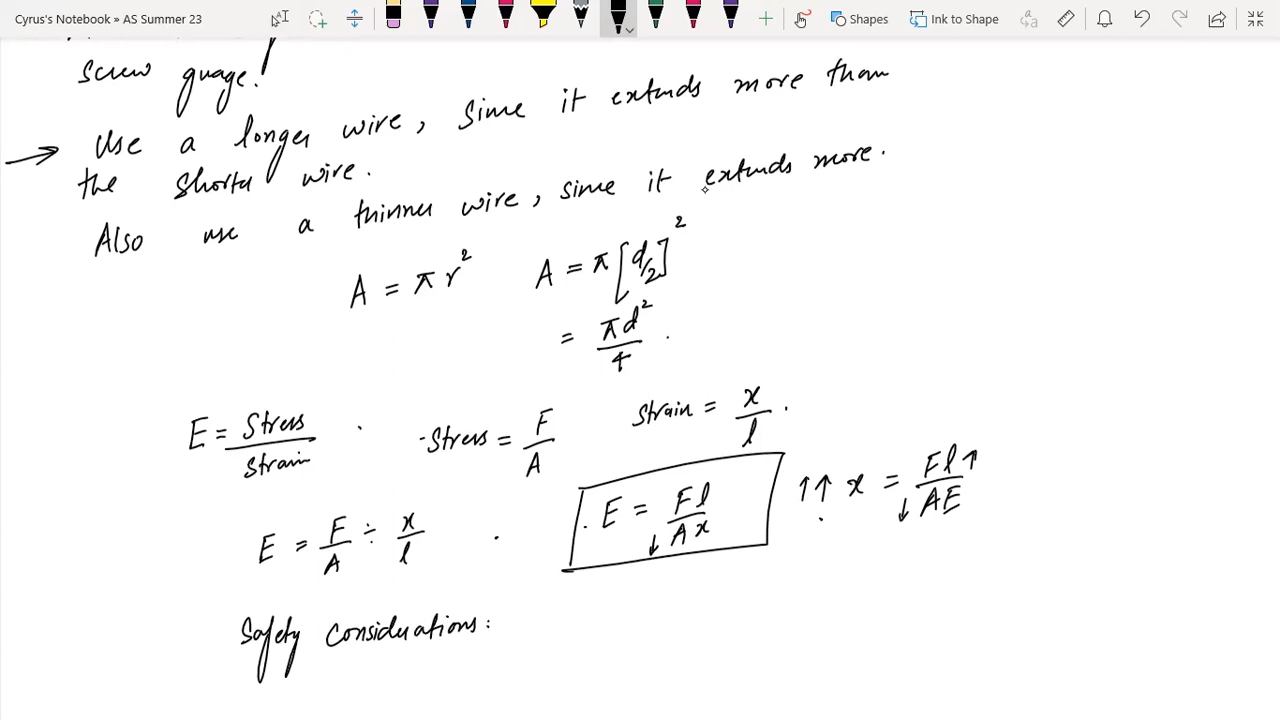 Cyrus's Notebook » AS Summer 23
Shapes
Ink to Shape
Screw guage!
→ Use a longer wire, Since it extends more than
the shorter wire.
Also use a thinner wire, since it extends more.
A = πr² A = π[d/2]²
= πd²/4 .
E = Stress/Strain . Stress = F/A Strain = x/l .
E = F/A ÷ x/l . E = Fl/↓Ax ↑↑ x = Fl↑/↓AE
Safety Considerations: